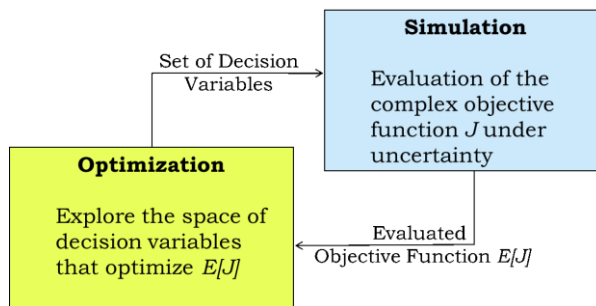 Simulation
Evaluation of the
complex objective
function J under
uncertainty
Set of Decision
Variables
Optimization
Explore the space of
decision variables
that optimize E[J]
Evaluated
Objective Function E[J]